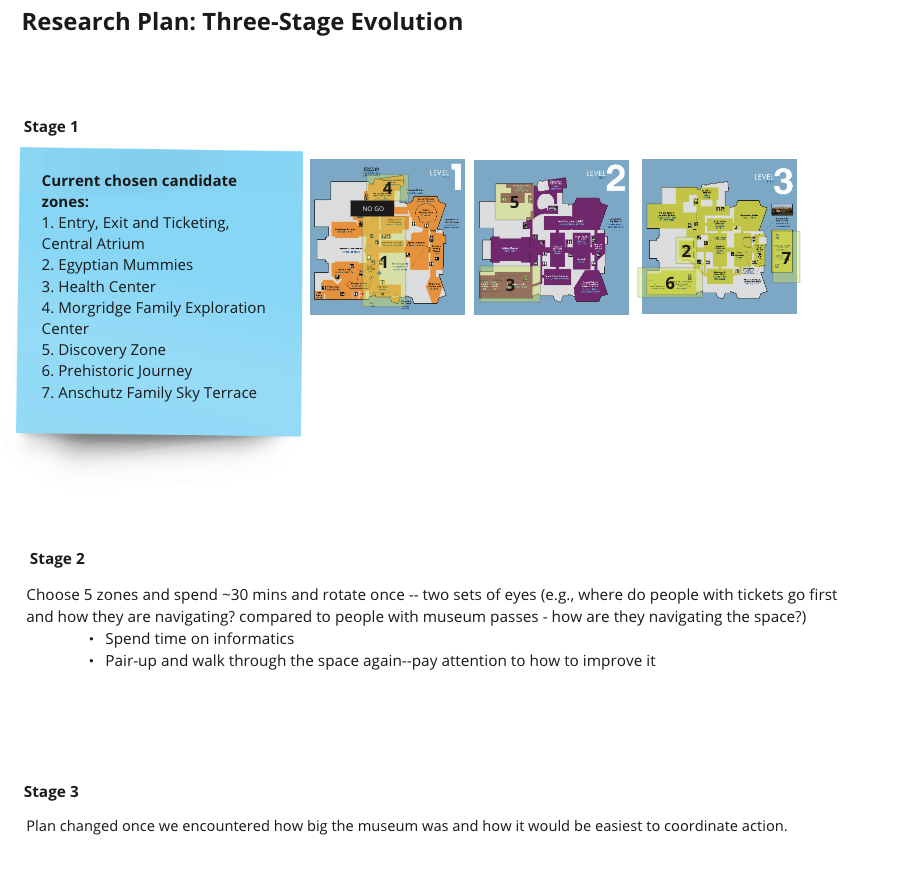 Research Plan: Three-Stage Evolution
Stage 1
Current chosen candidate
zones:
1. Entry, Exit and Ticketing,
Central Atrium
2. Egyptian Mummies
3. Health Center
4. Morgridge Family Exploration
Center
5. Discovery Zone
6. Prehistoric Journey
7. Anschutz Family Sky Terrace
LEVEL 1
4
NO GO
1
LEVEL 2
5
3
LEVEL 3
2
7
6
Stage 2
Choose 5 zones and spend ~30 mins and rotate once -- two sets of eyes (e.g., where do people with tickets go first
and how they are navigating? compared to people with museum passes - how are they navigating the space?)
• Spend time on informatics
• Pair-up and walk through the space again--pay attention to how to improve it
Stage 3
Plan changed once we encountered how big the museum was and how it would be easiest to coordinate action.